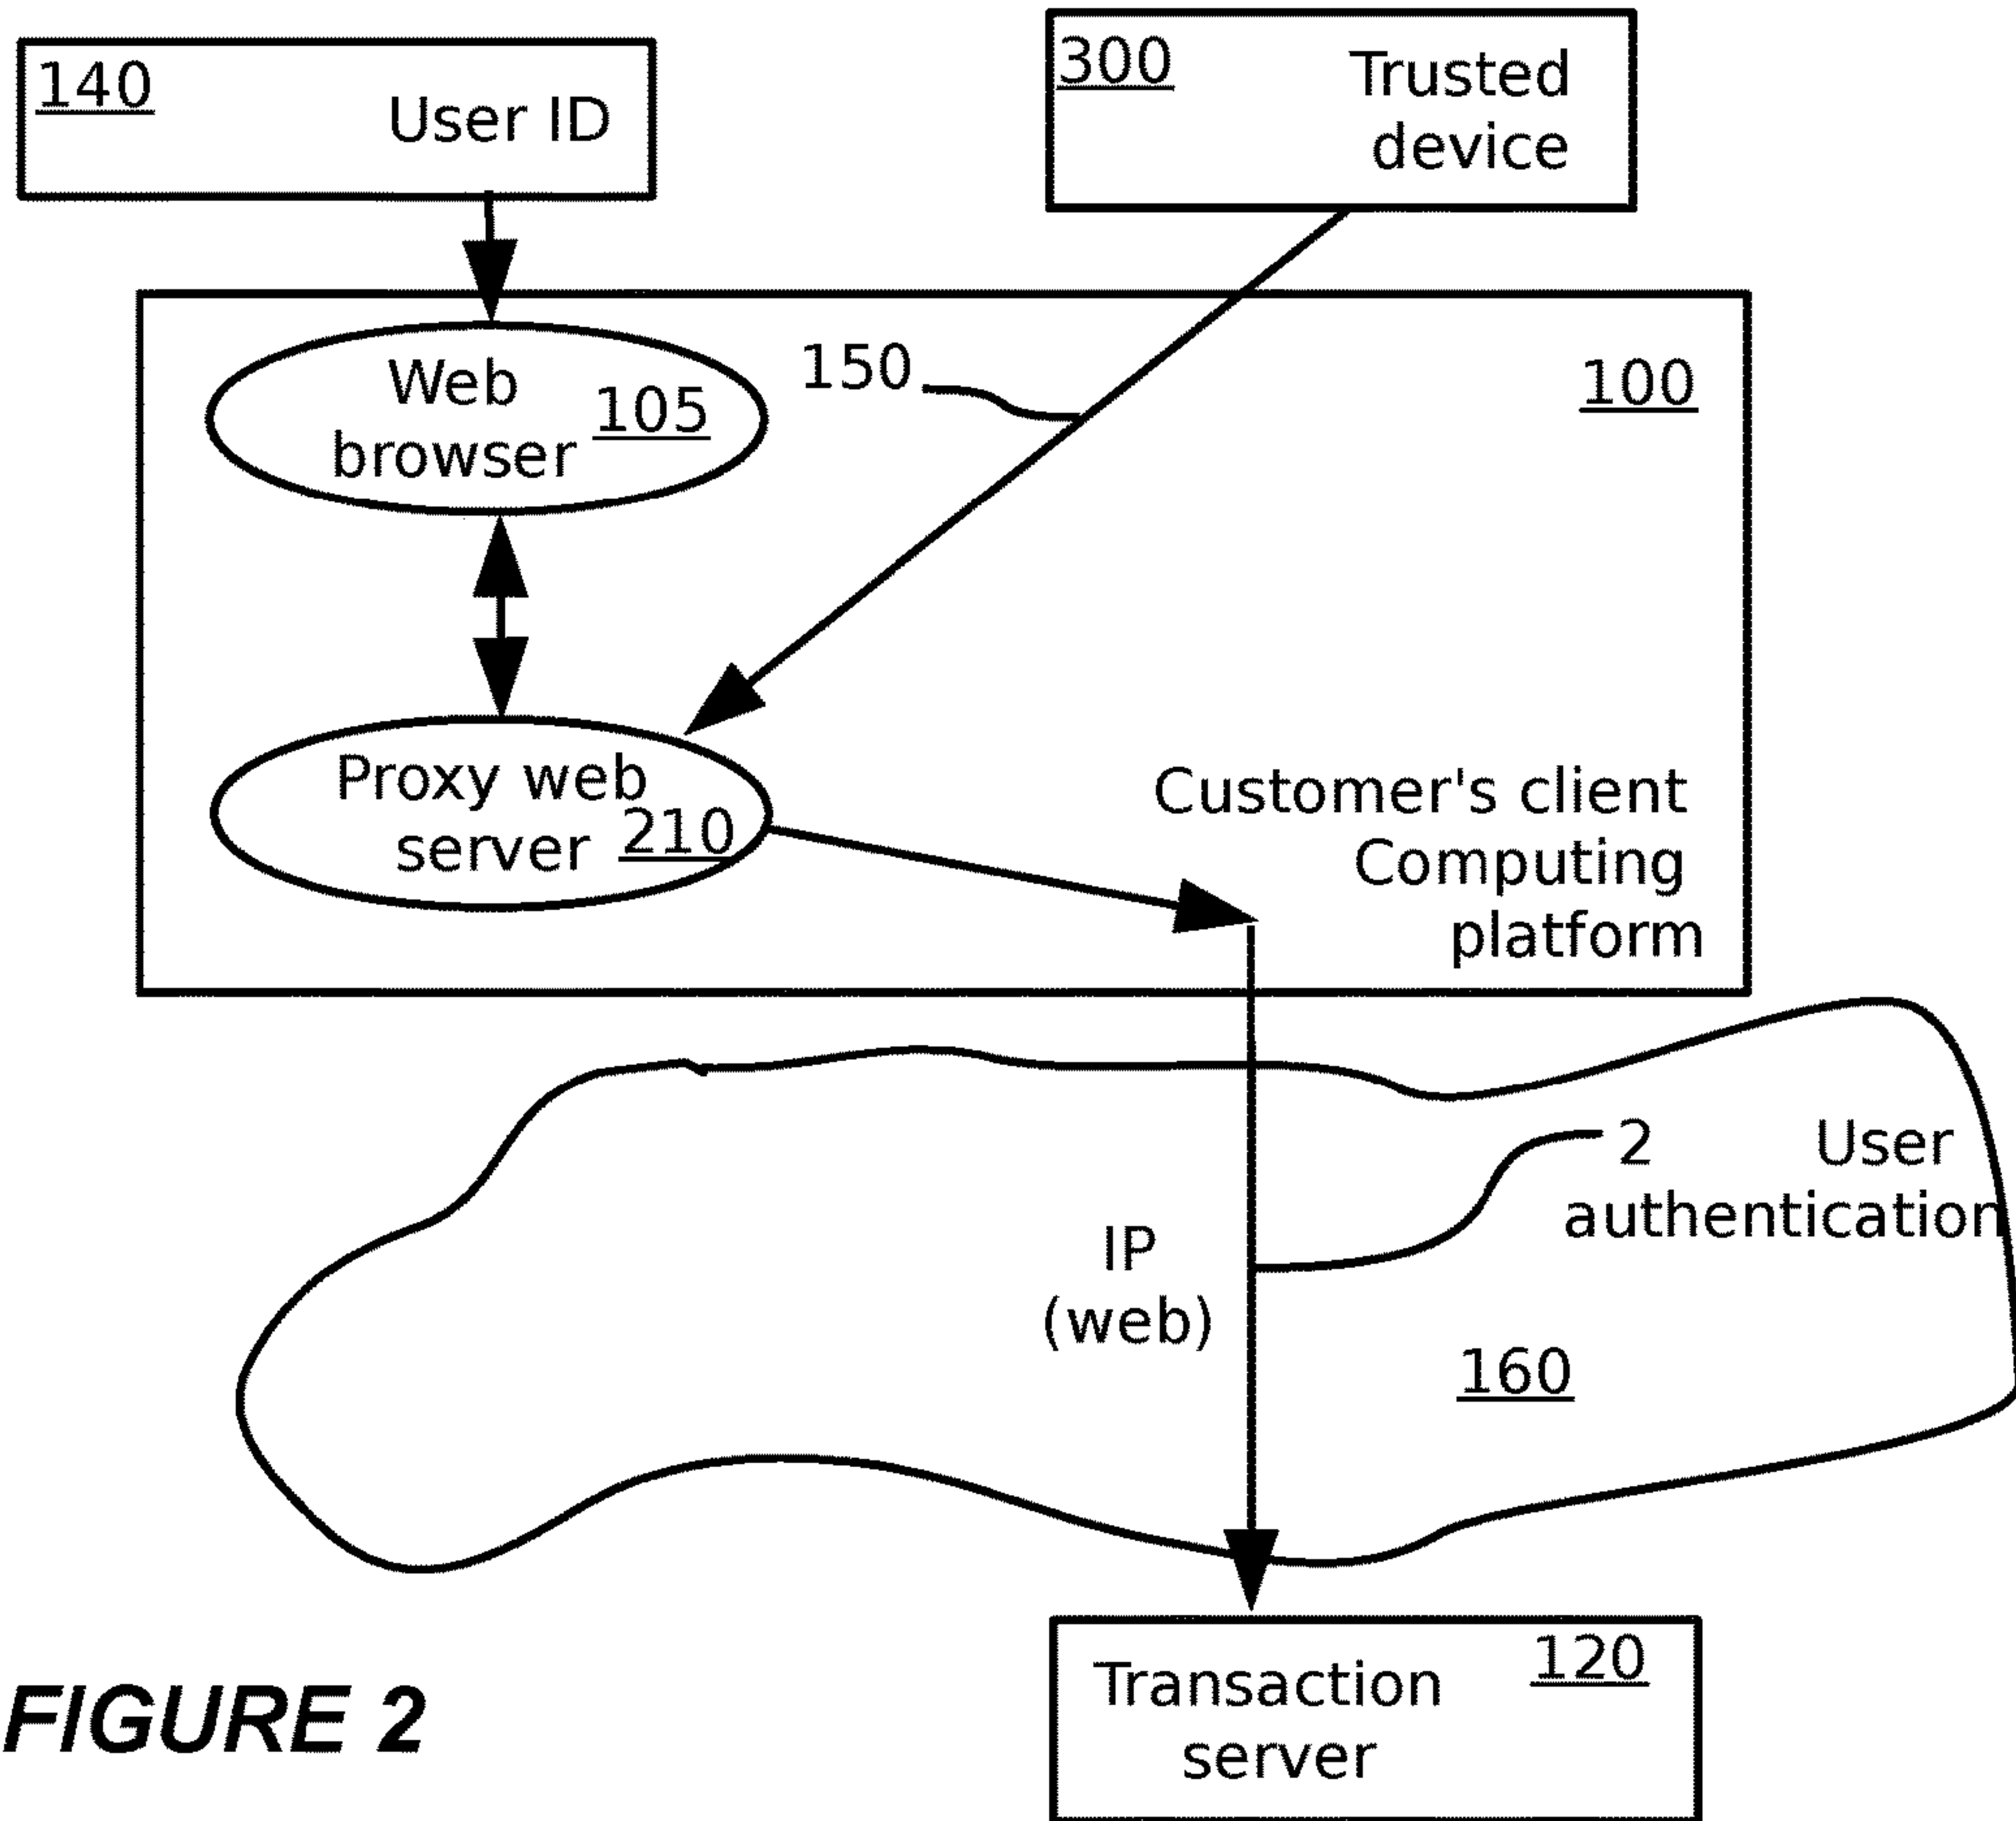 140
User ID
300
Trusted
device
Web
browser
105
150
100
Proxy web
server
210
Customer's client
Computing
platform
2
User
authentication
IP
(web)
160
120
Transaction
server
FIGURE 2